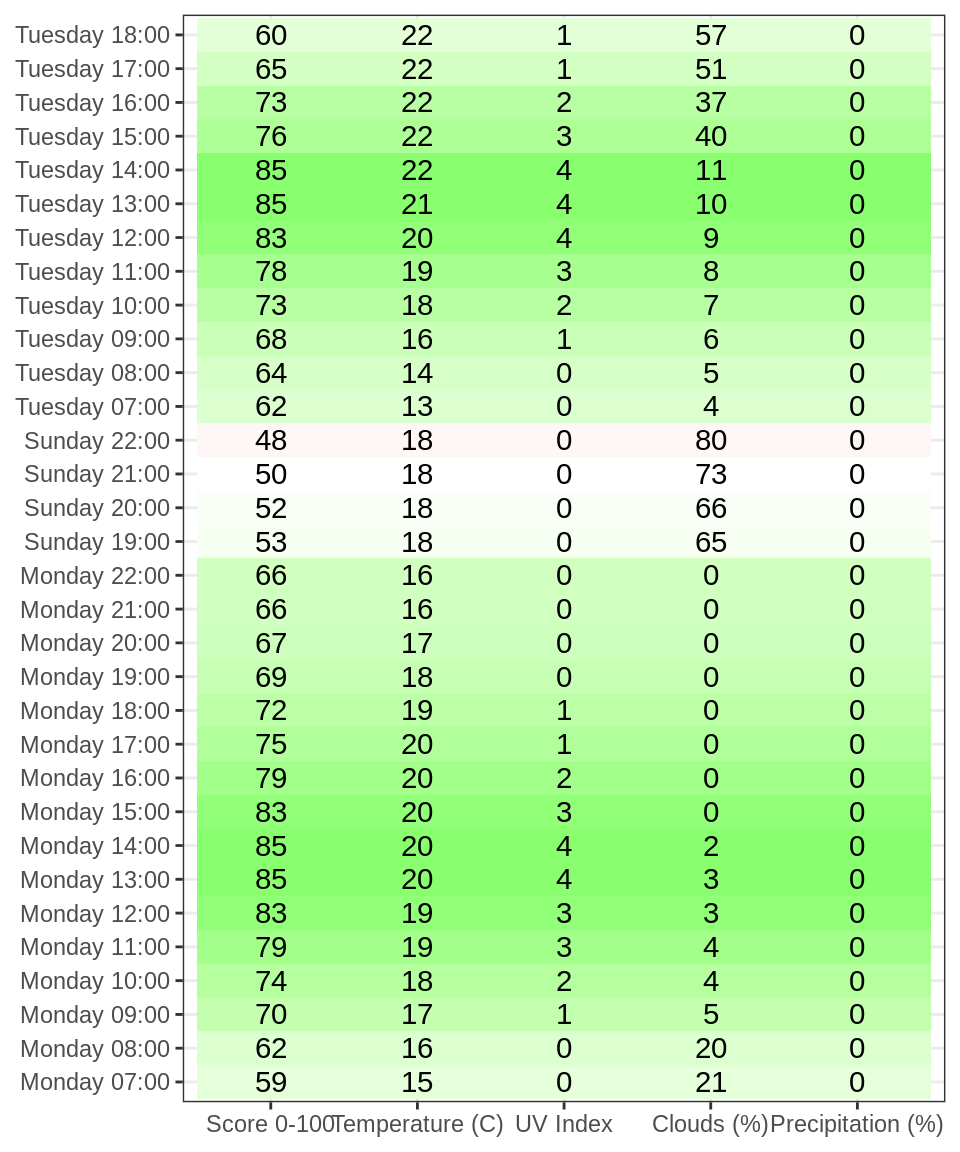 Tuesday 18:00 60 22 1 57 0
Tuesday 17:00 65 22 1 51 0
Tuesday 16:00 73 22 2 37 0
Tuesday 15:00 76 22 3 40 0
Tuesday 14:00 85 22 4 11 0
Tuesday 13:00 85 21 4 10 0
Tuesday 12:00 83 20 4 9 0
Tuesday 11:00 78 19 3 8 0
Tuesday 10:00 73 18 2 7 0
Tuesday 09:00 68 16 1 6 0
Tuesday 08:00 64 14 0 5 0
Tuesday 07:00 62 13 0 4 0
Sunday 22:00 48 18 0 80 0
Sunday 21:00 50 18 0 73 0
Sunday 20:00 52 18 0 66 0
Sunday 19:00 53 18 0 65 0
Monday 22:00 66 16 0 0 0
Monday 21:00 66 16 0 0 0
Monday 20:00 67 17 0 0 0
Monday 19:00 69 18 0 0 0
Monday 18:00 72 19 1 0 0
Monday 17:00 75 20 1 0 0
Monday 16:00 79 20 2 0 0
Monday 15:00 83 20 3 0 0
Monday 14:00 85 20 4 2 0
Monday 13:00 85 20 4 3 0
Monday 12:00 83 19 3 3 0
Monday 11:00 79 19 3 4 0
Monday 10:00 74 18 2 4 0
Monday 09:00 70 17 1 5 0
Monday 08:00 62 16 0 20 0
Monday 07:00 59 15 0 21 0
Score 0-100 Temperature (C) UV Index Clouds (%) Precipitation (%)